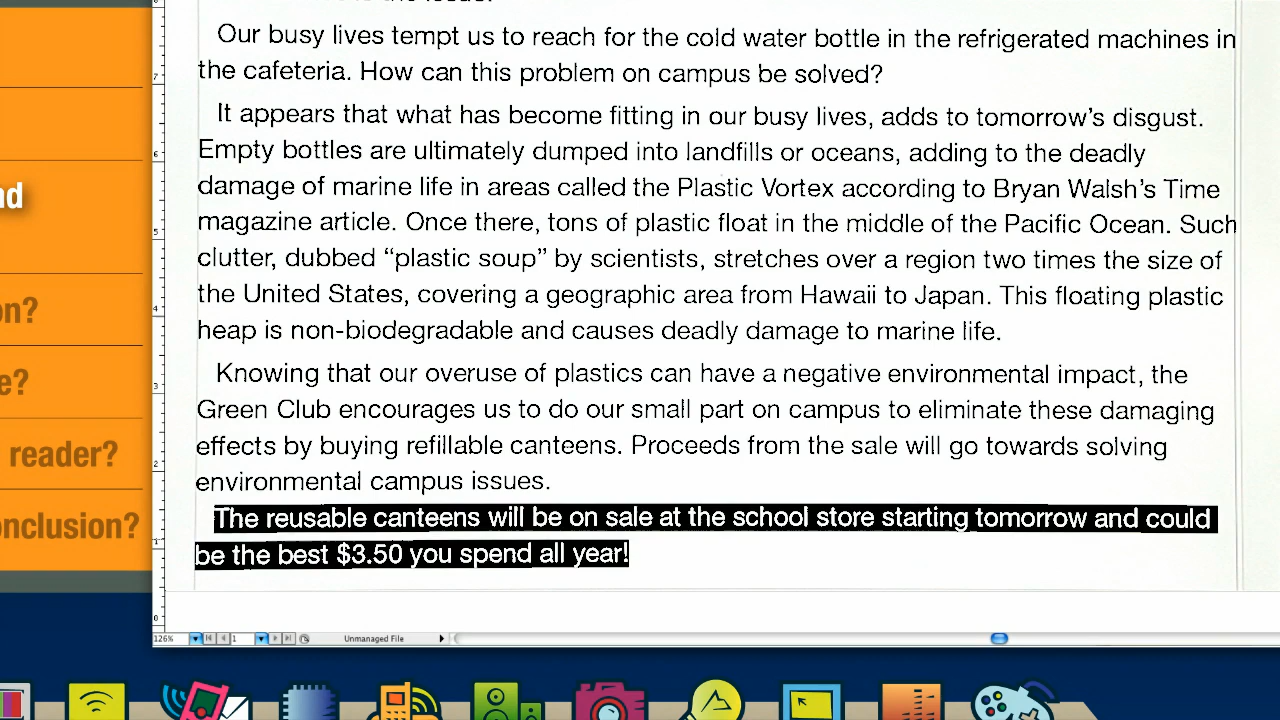 Our busy lives tempt us to reach for the cold water bottle in the refrigerated machines in
the cafeteria. How can this problem on campus be solved?
It appears that what has become fitting in our busy lives, adds to tomorrow's disgust.
Empty bottles are ultimately dumped into landfills or oceans, adding to the deadly
damage of marine life in areas called the Plastic Vortex according to Bryan Walsh's Time
magazine article. Once there, tons of plastic float in the middle of the Pacific Ocean. Such
clutter, dubbed “plastic soup” by scientists, stretches over a region two times the size of
the United States, covering a geographic area from Hawaii to Japan. This floating plastic
heap is non-biodegradable and causes deadly damage to marine life.
Knowing that our overuse of plastics can have a negative environmental impact, the
Green Club encourages us to do our small part on campus to eliminate these damaging
effects by buying refillable canteens. Proceeds from the sale will go towards solving
environmental campus issues.
The reusable canteens will be on sale at the school store starting tomorrow and could
be the best $3.50 you spend all year!
nd
on?
e?
reader?
onclusion?
7
6
5
4
3
2
1
0
126%
1
Unmanaged File